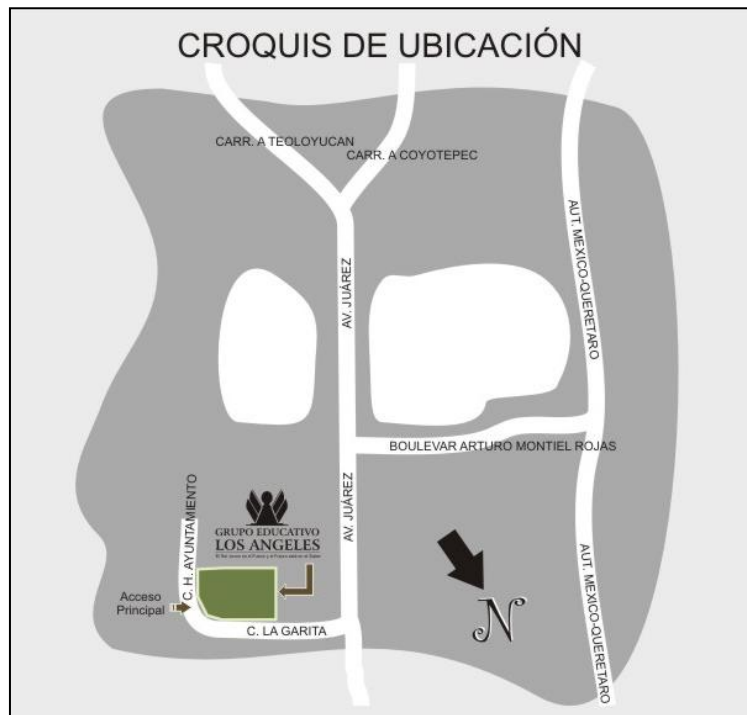 CROQUIS DE UBICACIÓN
CARR. A TEOLOYUCAN
CARR. A COYOTEPEC
AUT. MEXICO-QUERETARO
AV. JUÁREZ
BOULEVAR ARTURO MONTIEL ROJAS
C. H. AYUNTAMIENTO
AV. JUÁREZ
GRUPO EDUCATIVO
LOS ANGELES
AUT. MEXICO-QUERETARO
Acceso
Principal
C. LA GARITA
N